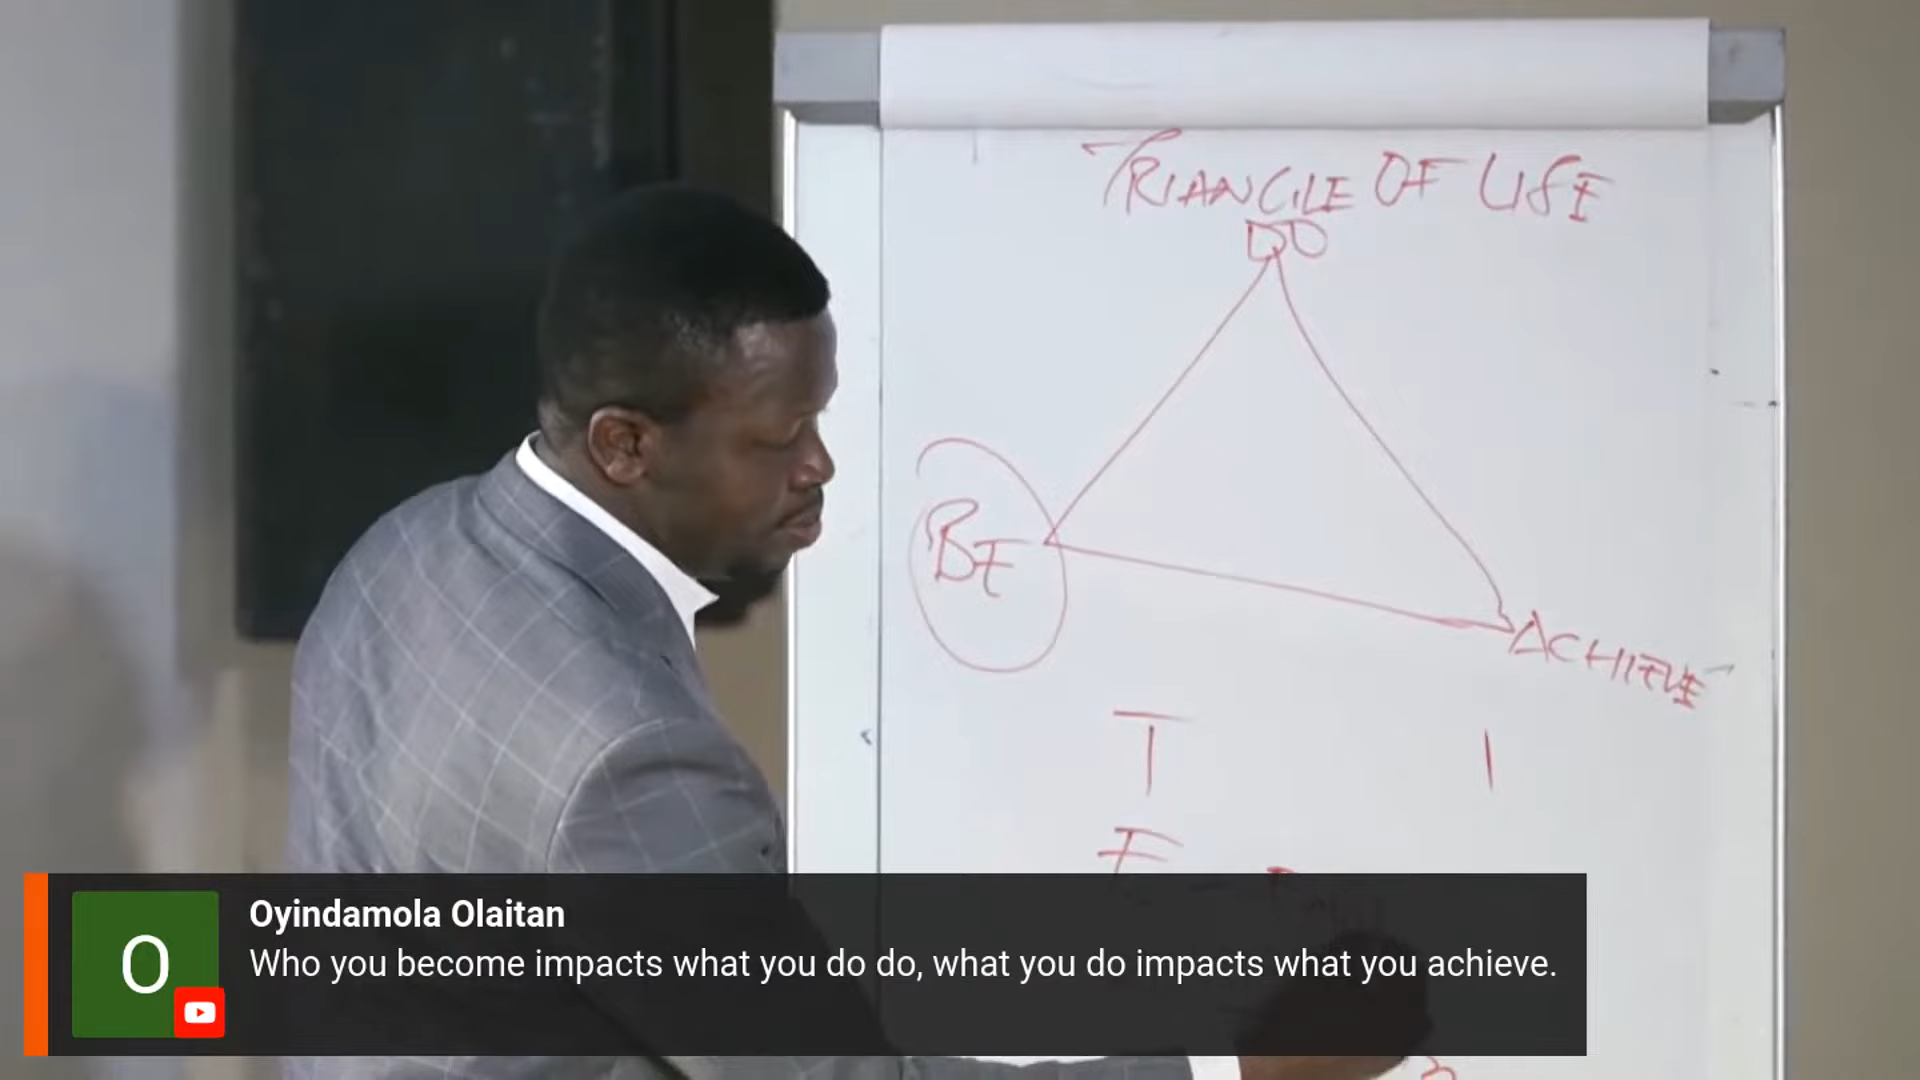 TRIANGLE OF LIFE
DO
BE
ACHIEVE
T I
E
O
Oyindamola Olaitan
Who you become impacts what you do do, what you do impacts what you achieve.